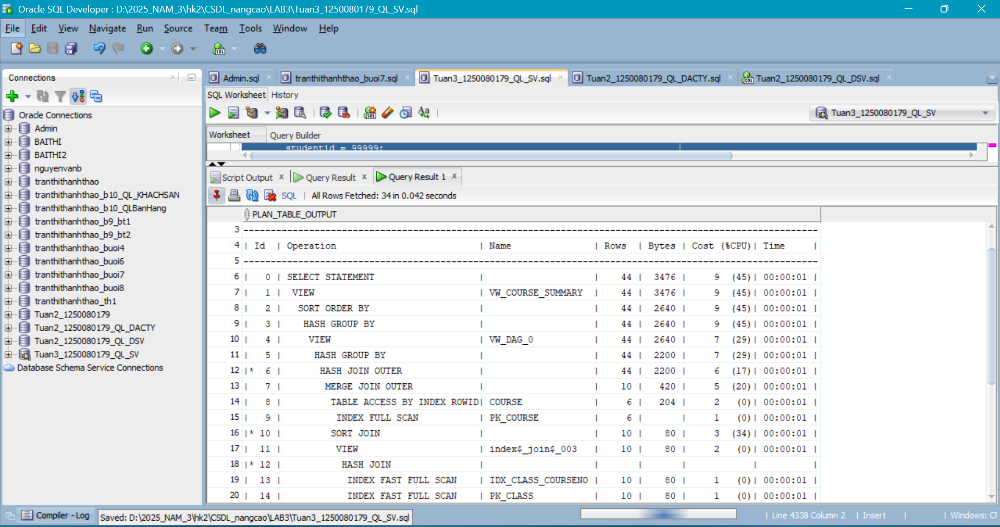 Oracle SQL Developer : D:\2025_NAM_3\hk2\CSDL_nangcao\LAB3\Tuan3_1250080179_QL_SV.sql
File Edit View Navigate Run Source Team Tools Window Help
Connections
Oracle Connections
Admin
BAITHI
BAITHI2
nguyenvanb
tranthithanhthao
tranthithanhthao_b10_QL_KHACHSAN
tranthithanhthao_b10_QLBanHang
tranthithanhthao_b9_bt1
tranthithanhthao_b9_bt2
tranthithanhthao_buoi4
tranthithanhthao_buoi6
tranthithanhthao_buoi7
tranthithanhthao_buoi8
tranthithanhthao_th1
Tuan2_1250080179
Tuan2_1250080179_QL_DACTY
Tuan2_1250080179_QL_DSV
Tuan3_1250080179_QL_SV
Database Schema Service Connections
Admin.sql tranthithanhthao_buoi7.sql Tuan3_1250080179_QL_SV.sql Tuan2_1250080179_QL_DACTY.sql Tuan2_1250080179_QL_DSV.sql
SQL Worksheet History
Tuan3_1250080179_QL_SV
Worksheet Query Builder
studentid = 99999;
Script Output Query Result Query Result 1
SQL | All Rows Fetched: 34 in 0.042 seconds
PLAN_TABLE_OUTPUT
3 ---------------------------------------------------------------------------------------------------------
4 | Id | Operation | Name | Rows | Bytes | Cost (%CPU)| Time |
5 ---------------------------------------------------------------------------------------------------------
6 | 0 | SELECT STATEMENT | | 44 | 3476 | 9 (45)| 00:00:01 |
7 | 1 | VIEW | VW_COURSE_SUMMARY | 44 | 3476 | 9 (45)| 00:00:01 |
8 | 2 | SORT ORDER BY | | 44 | 2640 | 9 (45)| 00:00:01 |
9 | 3 | HASH GROUP BY | | 44 | 2640 | 9 (45)| 00:00:01 |
10 | 4 | VIEW | VW_DAG_0 | 44 | 2640 | 7 (29)| 00:00:01 |
11 | 5 | HASH GROUP BY | | 44 | 2200 | 7 (29)| 00:00:01 |
12 |* 6 | HASH JOIN OUTER | | 44 | 2200 | 6 (17)| 00:00:01 |
13 | 7 | MERGE JOIN OUTER | | 10 | 420 | 5 (20)| 00:00:01 |
14 | 8 | TABLE ACCESS BY INDEX ROWID| COURSE | 6 | 204 | 2 (0)| 00:00:01 |
15 | 9 | INDEX FULL SCAN | PK_COURSE | 6 | | 1 (0)| 00:00:01 |
16 |* 10 | SORT JOIN | | 10 | 80 | 3 (34)| 00:00:01 |
17 | 11 | VIEW | index$_join$_003 | 10 | 80 | 2 (0)| 00:00:01 |
18 |* 12 | HASH JOIN | | | | | |
19 | 13 | INDEX FAST FULL SCAN | IDX_CLASS_COURSENO | 10 | 80 | 1 (0)| 00:00:01 |
20 | 14 | INDEX FAST FULL SCAN | PK_CLASS | 10 | 80 | 1 (0)| 00:00:01 |
Compiler - Log
Saved: D:\2025_NAM_3\hk2\CSDL_nangcao\LAB3\Tuan3_1250080179_QL_SV.sql
| Line 4338 Column 2 | Insert | | Windows: